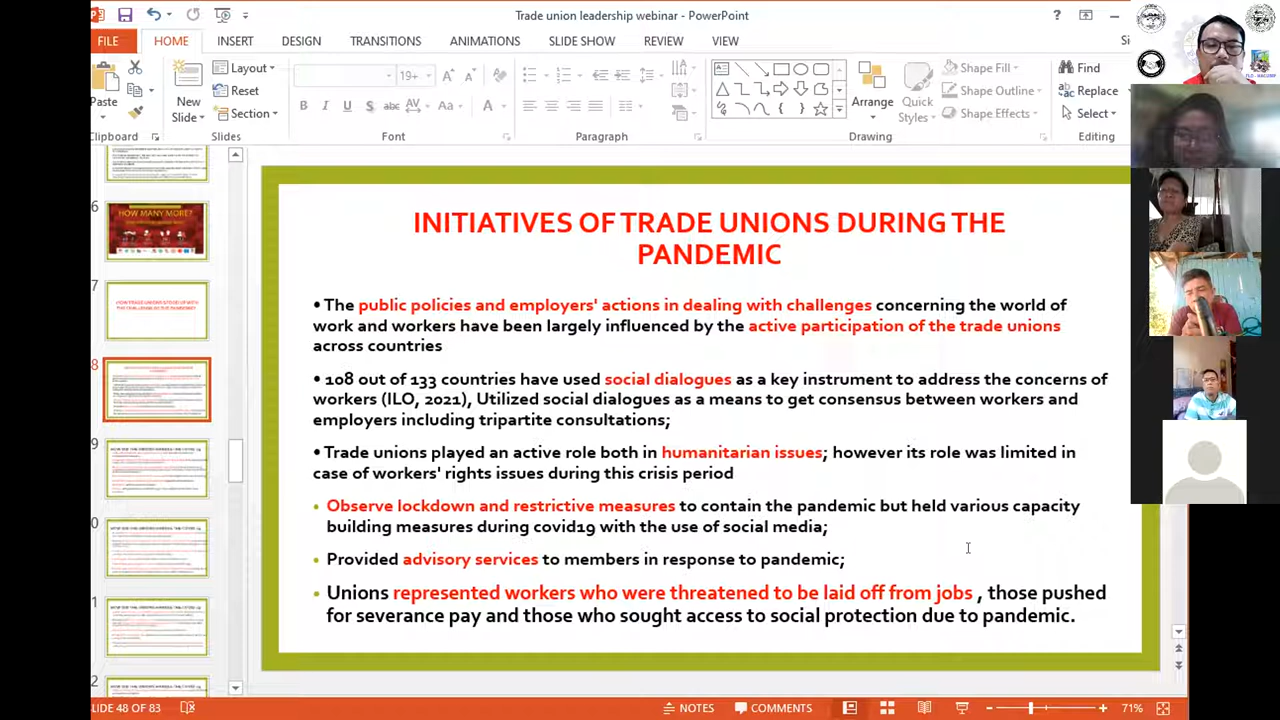 Trade union leadership webinar - PowerPoint
FILE HOME INSERT DESIGN TRANSITIONS ANIMATIONS SLIDE SHOW REVIEW VIEW
Paste
Clipboard
New
Slide
Layout
Reset
Section
Slides
19+
Font
Paragraph
Arrange
Quick
Styles
Shape Fill
Shape Outline
Shape Effects
Drawing
Find
Replace
Select
Editing
6
HOW MANY MORE?
7
8
9
0
1
2
INITIATIVES OF TRADE UNIONS DURING THE
PANDEMIC
• The public policies and employers' actions in dealing with challenges concerning the world of
work and workers have been largely influenced by the active participation of the trade unions
across countries
• 108 out of 133 countries have used social dialogues as a key instrument to address the concerns of
workers (ILO, 2021), Utilized social dialogues as a means to get consensus between workers and
employers including tripartite consultations;
• Trade unions played an active role both in humanitarian issues; however its role was limited in
case of workers' rights issues during this crisis period
• Observe lockdown and restrictive measures to contain the pandemic but held various capacity
building measures during covid19 with the use of social media
• Provide advisory services to members in response to pandemic;
• Unions represented workers who were threatened to be laid off from jobs , those pushed
for severance pay and those who sought access to social protection due to pandemic.
SLIDE 48 OF 83
NOTES COMMENTS 71%